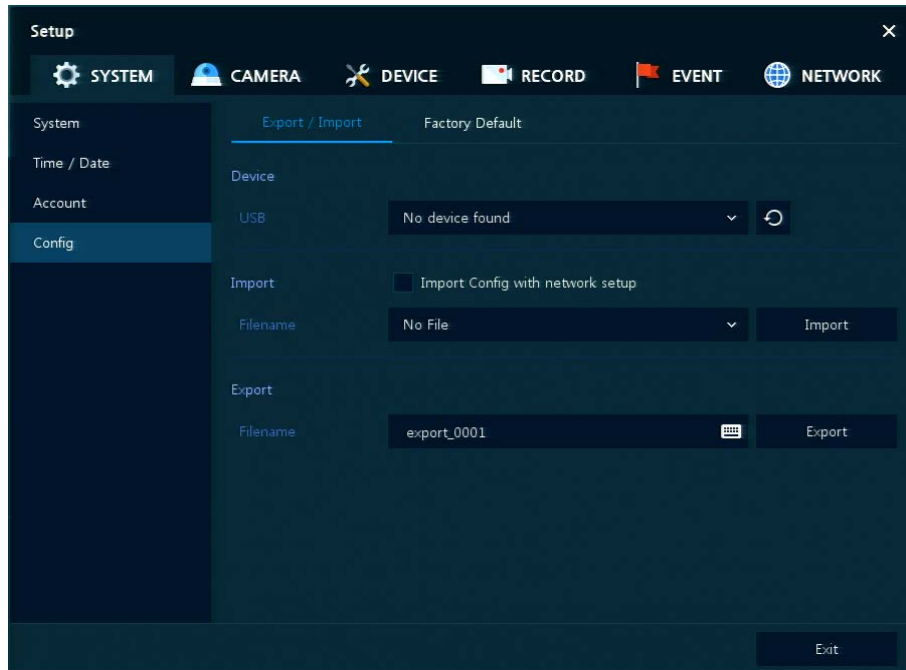 Setup
SYSTEM CAMERA DEVICE RECORD EVENT NETWORK
System
Time / Date
Account
Config
Export / Import Factory Default
Device
USB No device found
Import Import Config with network setup
Filename No File Import
Export
Filename export_0001 Export
Exit